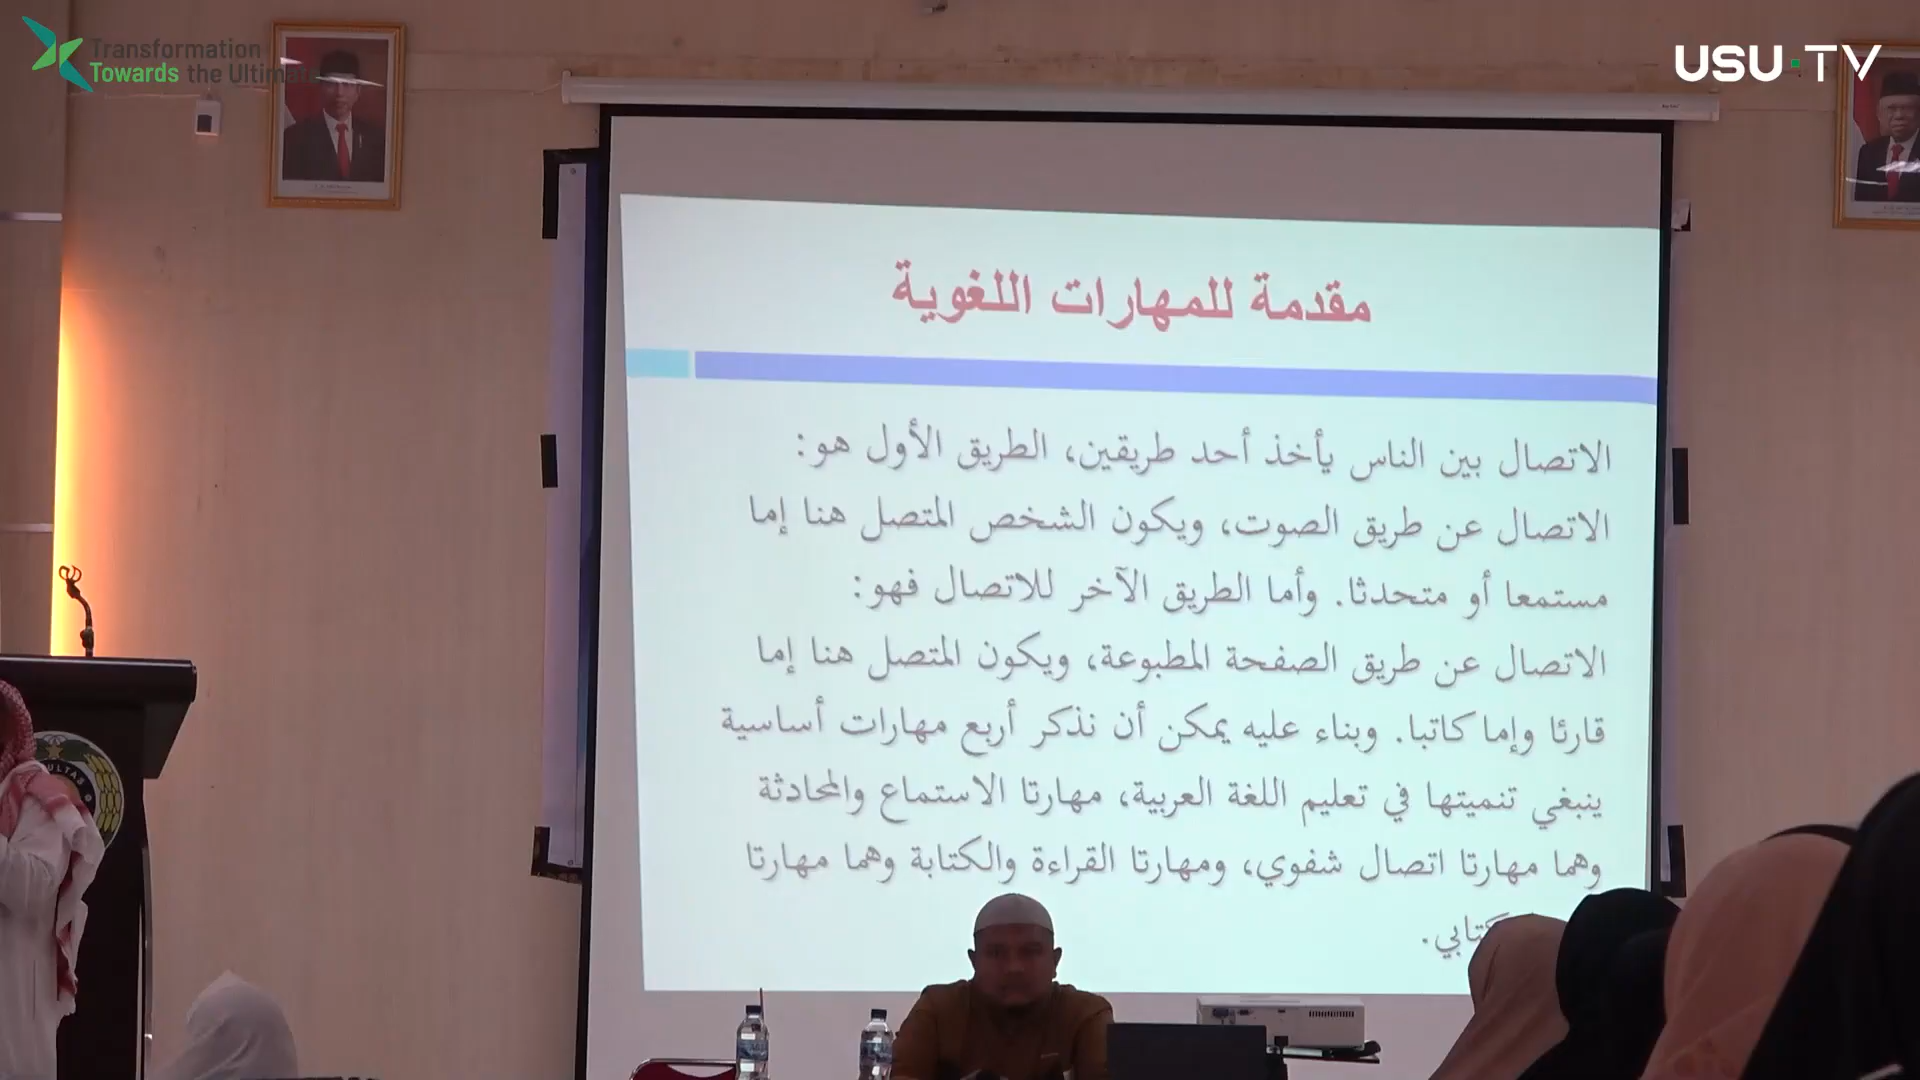 Transformation
Towards the Ultimate
USU TV
مقدمة للمهارات اللغوية
الاتصال بين الناس يأخذ أحد طريقين، الطريق الأول هو:
الاتصال عن طريق الصوت، ويكون الشخص المتصل هنا إما
مستمعا أو متحدثا. وأما الطريق الآخر للاتصال فهو:
الاتصال عن طريق الصفحة المطبوعة، ويكون المتصل هنا إما
قارئا وإما كاتبا. وبناء عليه يمكن أن نذكر أربع مهارات أساسية
ينبغي تنميتها في تعليم اللغة العربية، مهارتا الاستماع والمحادثة
وهما مهارتا اتصال شفوي، ومهارتا القراءة والكتابة وهما مهارتا
كتابي.